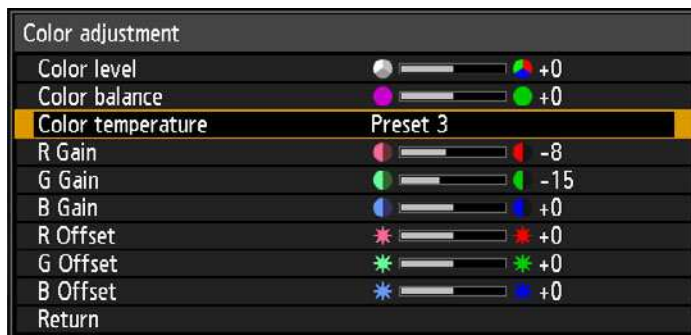 Color adjustment
Color level +0
Color balance +0
Color temperature Preset 3
R Gain -8
G Gain -15
B Gain +0
R Offset +0
G Offset +0
B Offset +0
Return